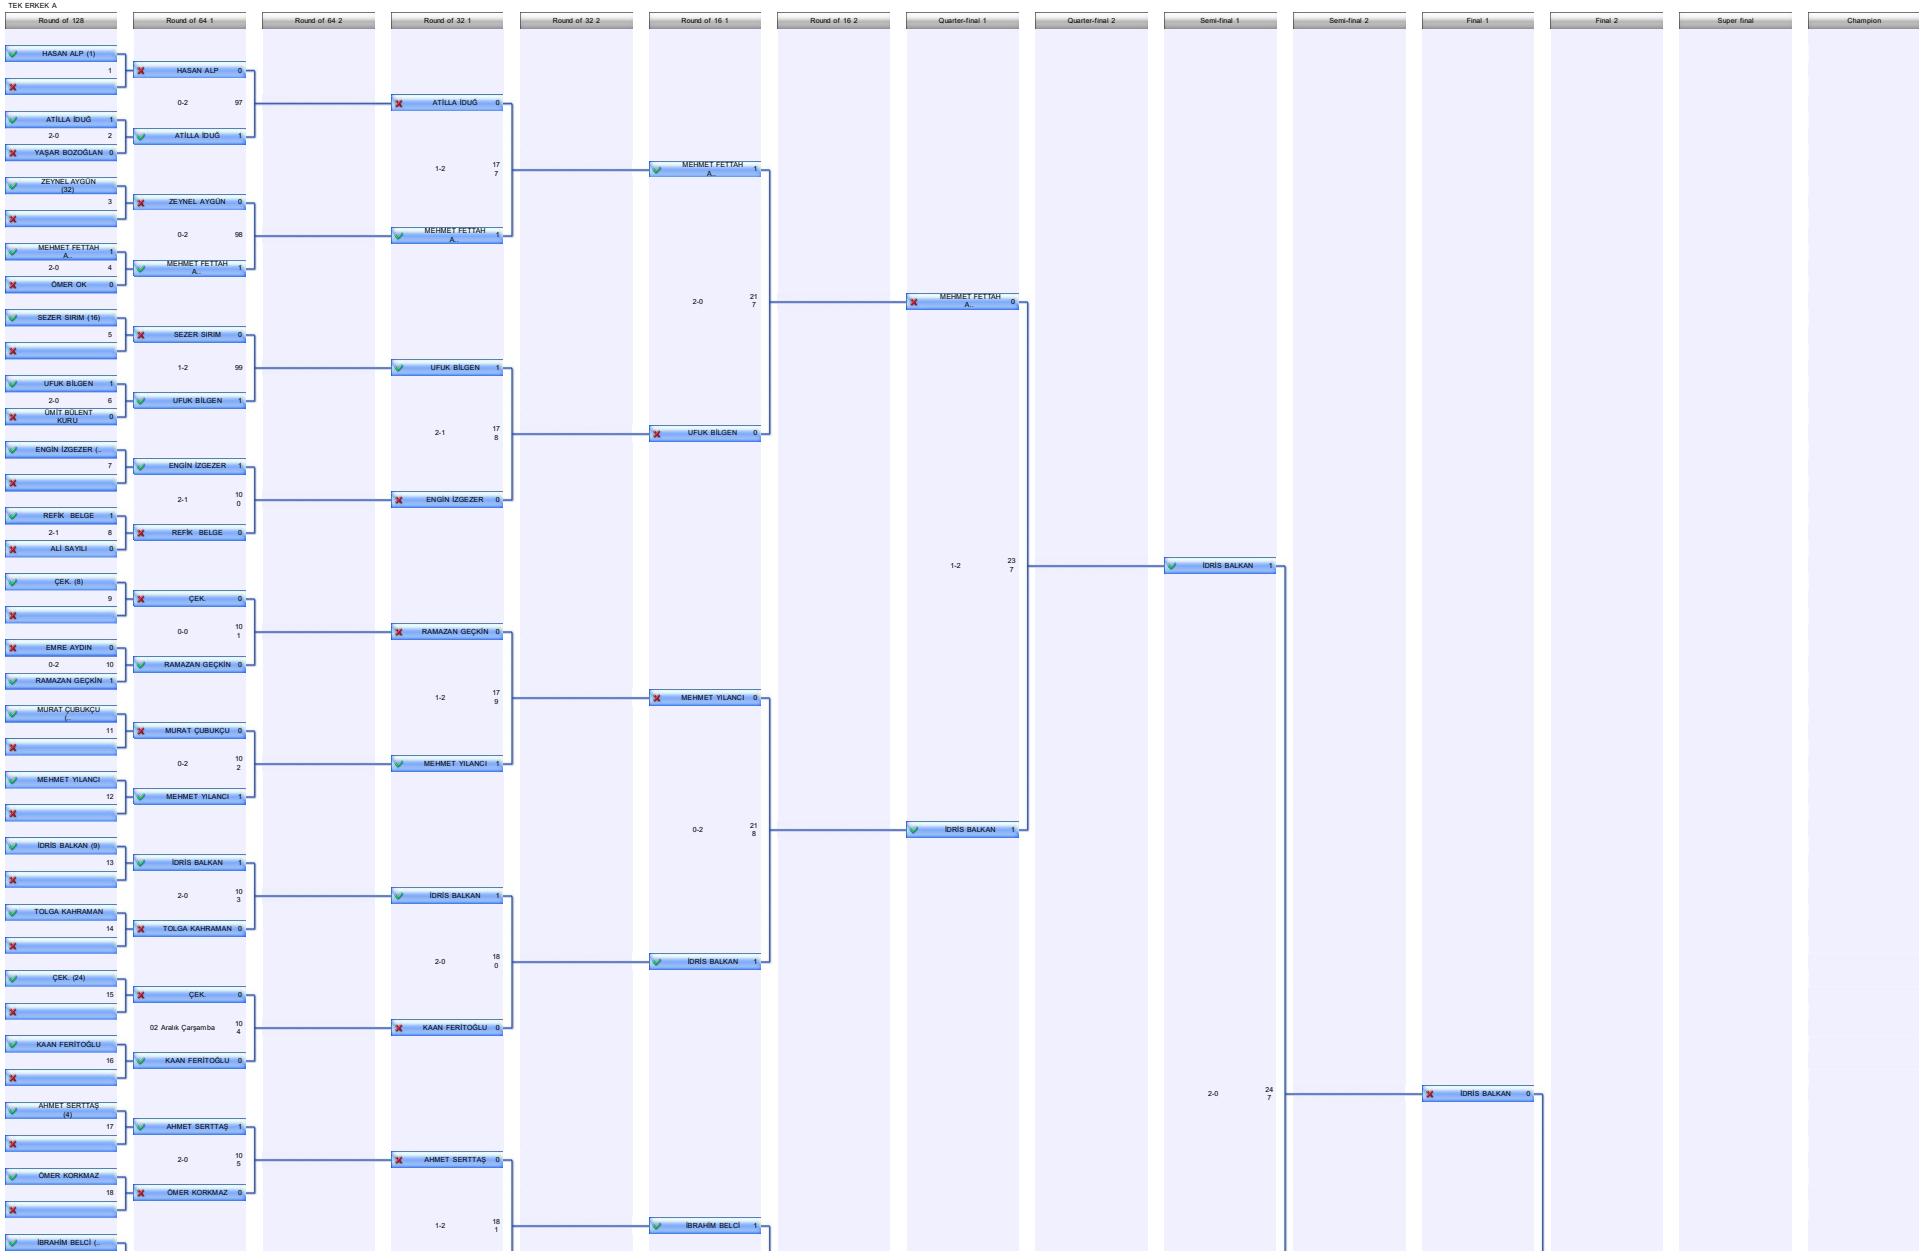 TEK ERKEK A
Round of 128 Round of 64 1 Round of 64 2 Round of 32 1 Round of 32 2 Round of 16 1 Round of 16 2 Quarter-final 1 Quarter-final 2 Semi-final 1 Semi-final 2 Final 1 Final 2 Super final Champion
HASAN ALP (1)
1 HASAN ALP 0
0-2 97 ATİLLA İDUĞ 0
ATİLLA İDUĞ 1
2-0 2 ATİLLA İDUĞ 1
YAŞAR BOZOĞLAN 0
1-2 17
7
MEHMET FETTAH
A.. 1
ZEYNEL AYGÜN
(32)
3 ZEYNEL AYGÜN 0
0-2 98 MEHMET FETTAH
A.. 1
MEHMET FETTAH
A.. 1
2-0 4 MEHMET FETTAH
A.. 1
ÖMER OK 0
2-0 21
7
MEHMET FETTAH
A.. 0
SEZER SIRIM (16)
5 SEZER SIRIM 0
1-2 99 UFUK BİLGEN 1
UFUK BİLGEN 1
2-0 6 UFUK BİLGEN 1
ÜMİT BÜLENT
KURU 0
2-1 17
8
UFUK BİLGEN 0
ENGİN İZGEZER (..
7 ENGİN İZGEZER 1
2-1 10
0
ENGİN İZGEZER 0
REFİK BELGE 1
2-1 8 REFİK BELGE 0
ALİ SAYILI 0
1-2 23
7
İDRİS BALKAN 1
ÇEK. (8)
9 ÇEK. 0
0-0 10
1
RAMAZAN GEÇKİN 0
EMRE AYDIN 0
0-2 10 RAMAZAN GEÇKİN 0
RAMAZAN GEÇKİN 1
1-2 17
9
MEHMET YILANCI 0
MURAT ÇUBUKÇU
(..
11 MURAT ÇUBUKÇU 0
0-2 10
2
MEHMET YILANCI 1
MEHMET YILANCI
12 MEHMET YILANCI 1
0-2 21
8
İDRİS BALKAN 1
İDRİS BALKAN (9)
13 İDRİS BALKAN 1
2-0 10
3
İDRİS BALKAN 1
TOLGA KAHRAMAN
14 TOLGA KAHRAMAN 0
2-0 18
0
İDRİS BALKAN 1
ÇEK. (24)
15 ÇEK. 0
02 Aralık Çarşamba 10
4
KAAN FERİTOĞLU 0
KAAN FERİTOĞLU
16 KAAN FERİTOĞLU 0
2-0 24
7
İDRİS BALKAN 0
AHMET SERTTAŞ
(4)
17 AHMET SERTTAŞ 1
2-0 10
5
AHMET SERTTAŞ 0
ÖMER KORKMAZ
18 ÖMER KORKMAZ 0
1-2 18
1
İBRAHİM BELCİ 1
İBRAHİM BELCİ (..